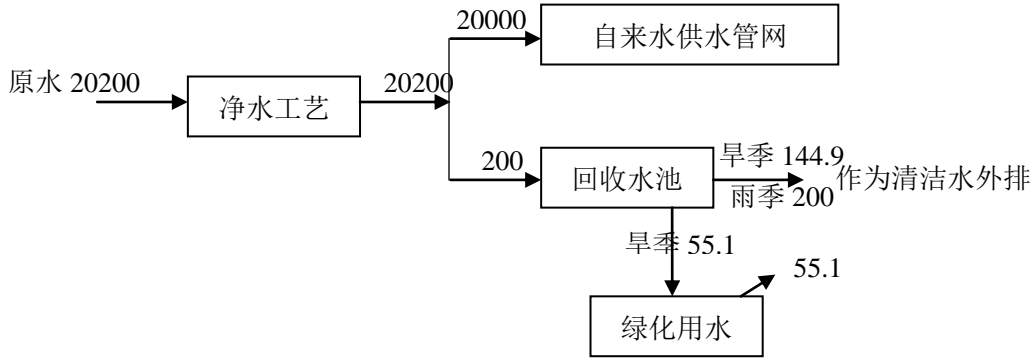 20000
自来水供水管网
原水 20200
净水工艺
20200
200
回收水池
旱季 144.9
雨季 200
作为清洁水外排
旱季 55.1
55.1
绿化用水